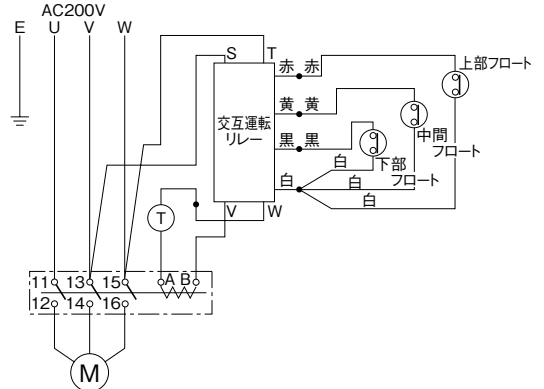 AC200V
E U V W
S T
赤 赤
上部フロート
黄 黄
交互運転
リレー
中間
フロート
黒 黒
下部
フロート
白
白 白
白
V W
T
11 13 15 A B
12 14 16
M